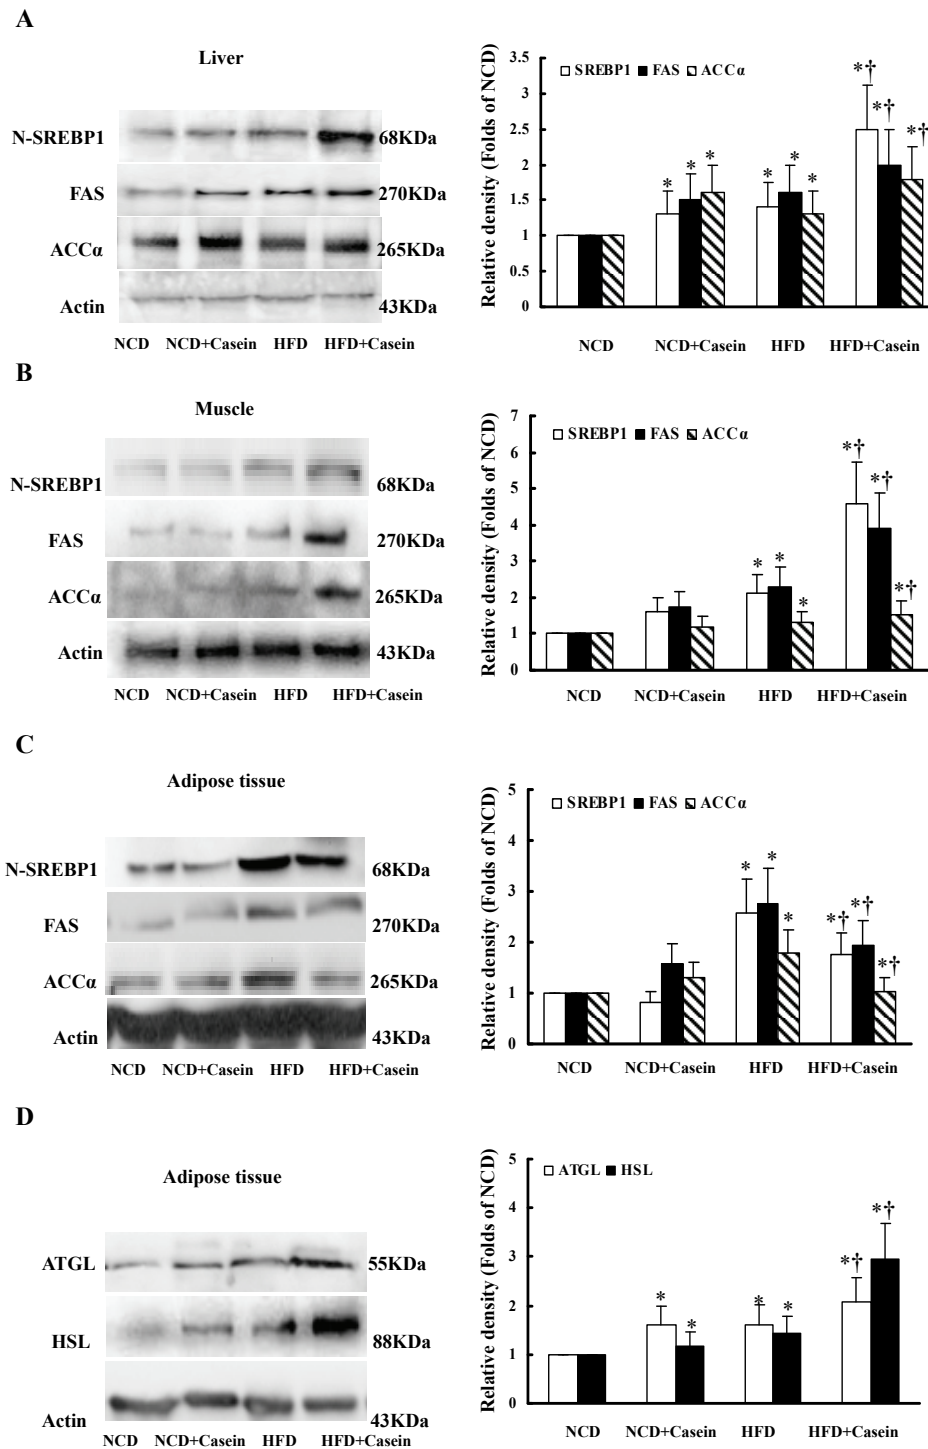 A
Liver
N-SREBP1 68KDa
FAS 270KDa
ACCα 265KDa
Actin 43KDa
NCD NCD+Casein HFD HFD+Casein
Relative density (Folds of NCD)
SREBP1 FAS ACCα
3.5
3
2.5
2
1.5
1
0.5
0
* * *
* * *
*† *† *†
NCD NCD+Casein HFD HFD+Casein
B
Muscle
N-SREBP1 68KDa
FAS 270KDa
ACCα 265KDa
Actin 43KDa
NCD NCD+Casein HFD HFD+Casein
Relative density (Folds of NCD)
SREBP1 FAS ACCα
7
6
5
4
3
2
1
0
* * *
*† *† *†
NCD NCD+Casein HFD HFD+Casein
C
Adipose tissue
N-SREBP1 68KDa
FAS 270KDa
ACCα 265KDa
Actin 43KDa
NCD NCD+Casein HFD HFD+Casein
Relative density (Folds of NCD)
SREBP1 FAS ACCα
5
4
3
2
1
0
* * *
*† *† *†
NCD NCD+Casein HFD HFD+Casein
D
Adipose tissue
ATGL 55KDa
HSL 88KDa
Actin 43KDa
NCD NCD+Casein HFD HFD+Casein
Relative density (Folds of NCD)
ATGL HSL
5
4
3
2
1
0
* *
* *
*† *†
NCD NCD+Casein HFD HFD+Casein